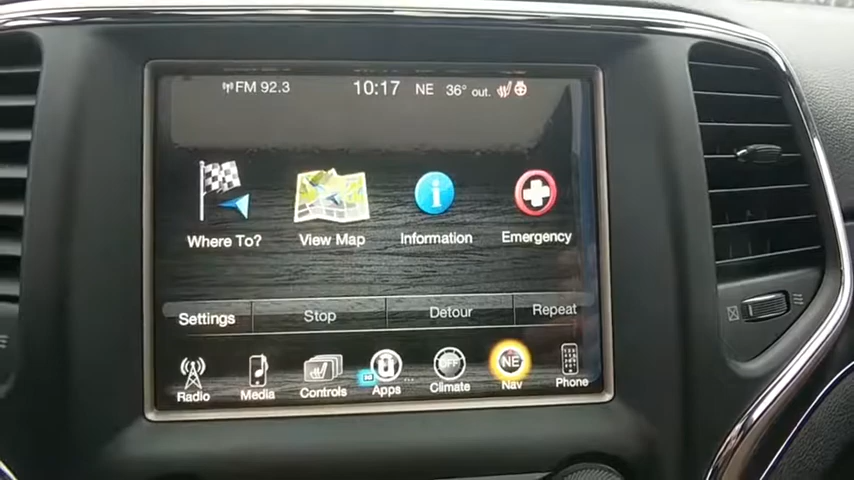 FM 92.3 10:17 NE 36° out.
Where To? View Map Information Emergency
Settings Stop Detour Repeat
NE
OFF
Radio Media Controls Apps Climate Nav Phone